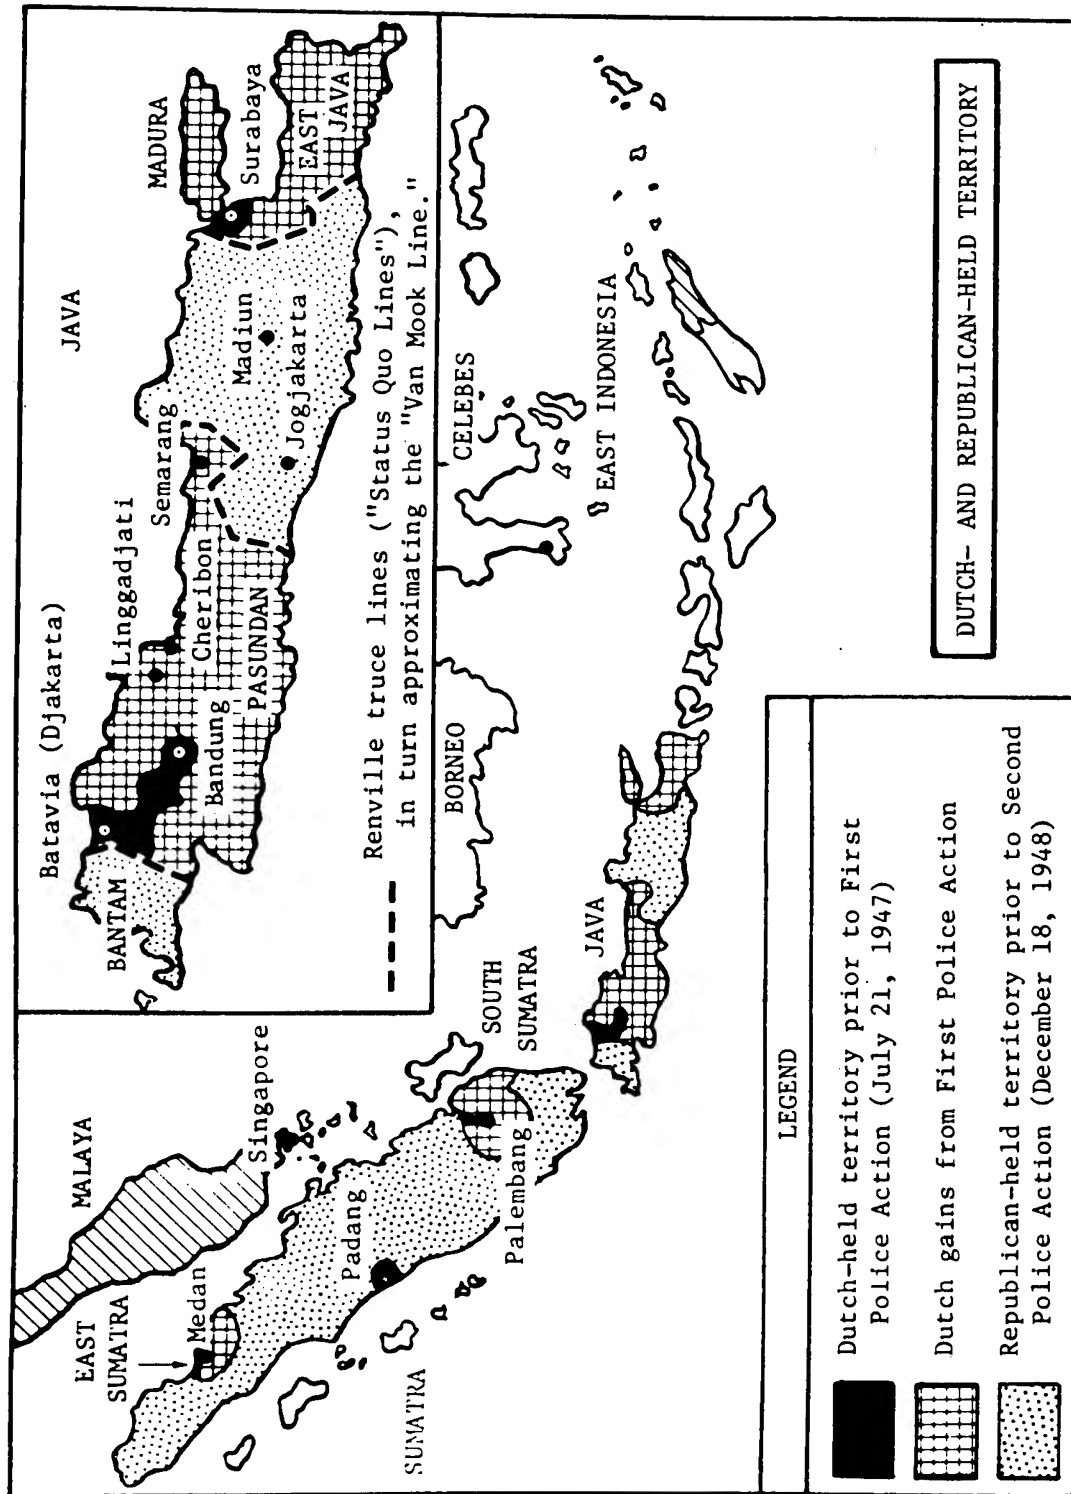 JAVA
MADURA
Batavia (Djakarta)
Linggadjati
Semarang
Surabaya
BANTAM
Bandung
Cheribon
PASUNDAN
Madiun
Jogjakarta
EAST
JAVA
Renville truce lines ("Status Quo Lines"),
in turn approximating the "Van Mook Line."
EAST
SUMATRA
MALAYA
Medan
Singapore
Padang
SUMATRA
Palembang
SOUTH
SUMATRA
JAVA
BORNEO
CELEBES
EAST INDONESIA
LEGEND
Dutch-held territory prior to First
Police Action (July 21, 1947)
Dutch gains from First Police Action
Republican-held territory prior to Second
Police Action (December 18, 1948)
DUTCH- AND REPUBLICAN-HELD TERRITORY